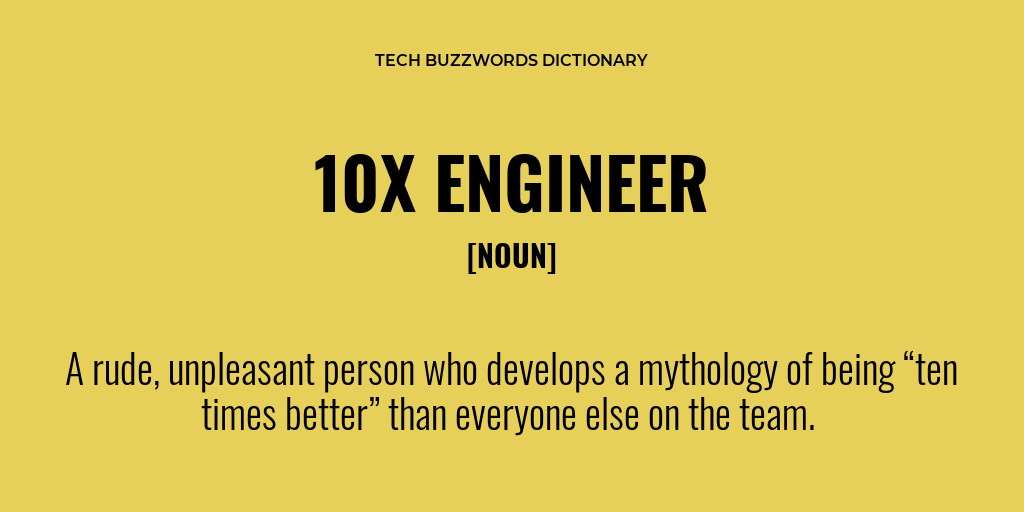 TECH BUZZWORDS DICTIONARY
10X ENGINEER
[NOUN]
A rude, unpleasant person who develops a mythology of being “ten
times better” than everyone else on the team.